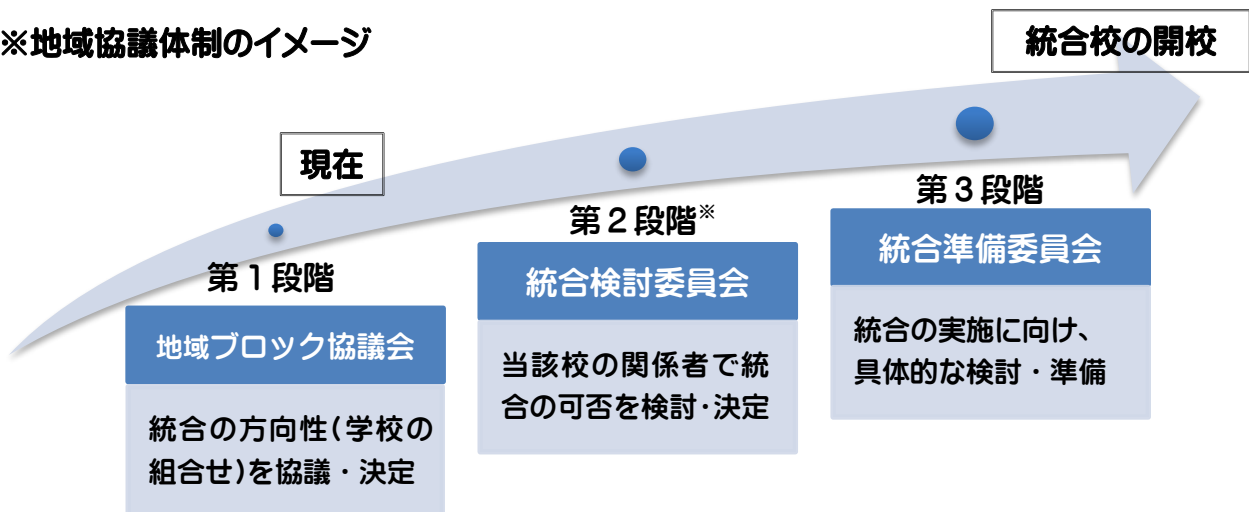 ※地域協議体制のイメージ
統合校の開校
現在
第1段階
地域ブロック協議会
統合の方向性(学校の
組合せ)を協議・決定
第2段階※
統合検討委員会
当該校の関係者で統
合の可否を検討・決定
第3段階
統合準備委員会
統合の実施に向け、
具体的な検討・準備